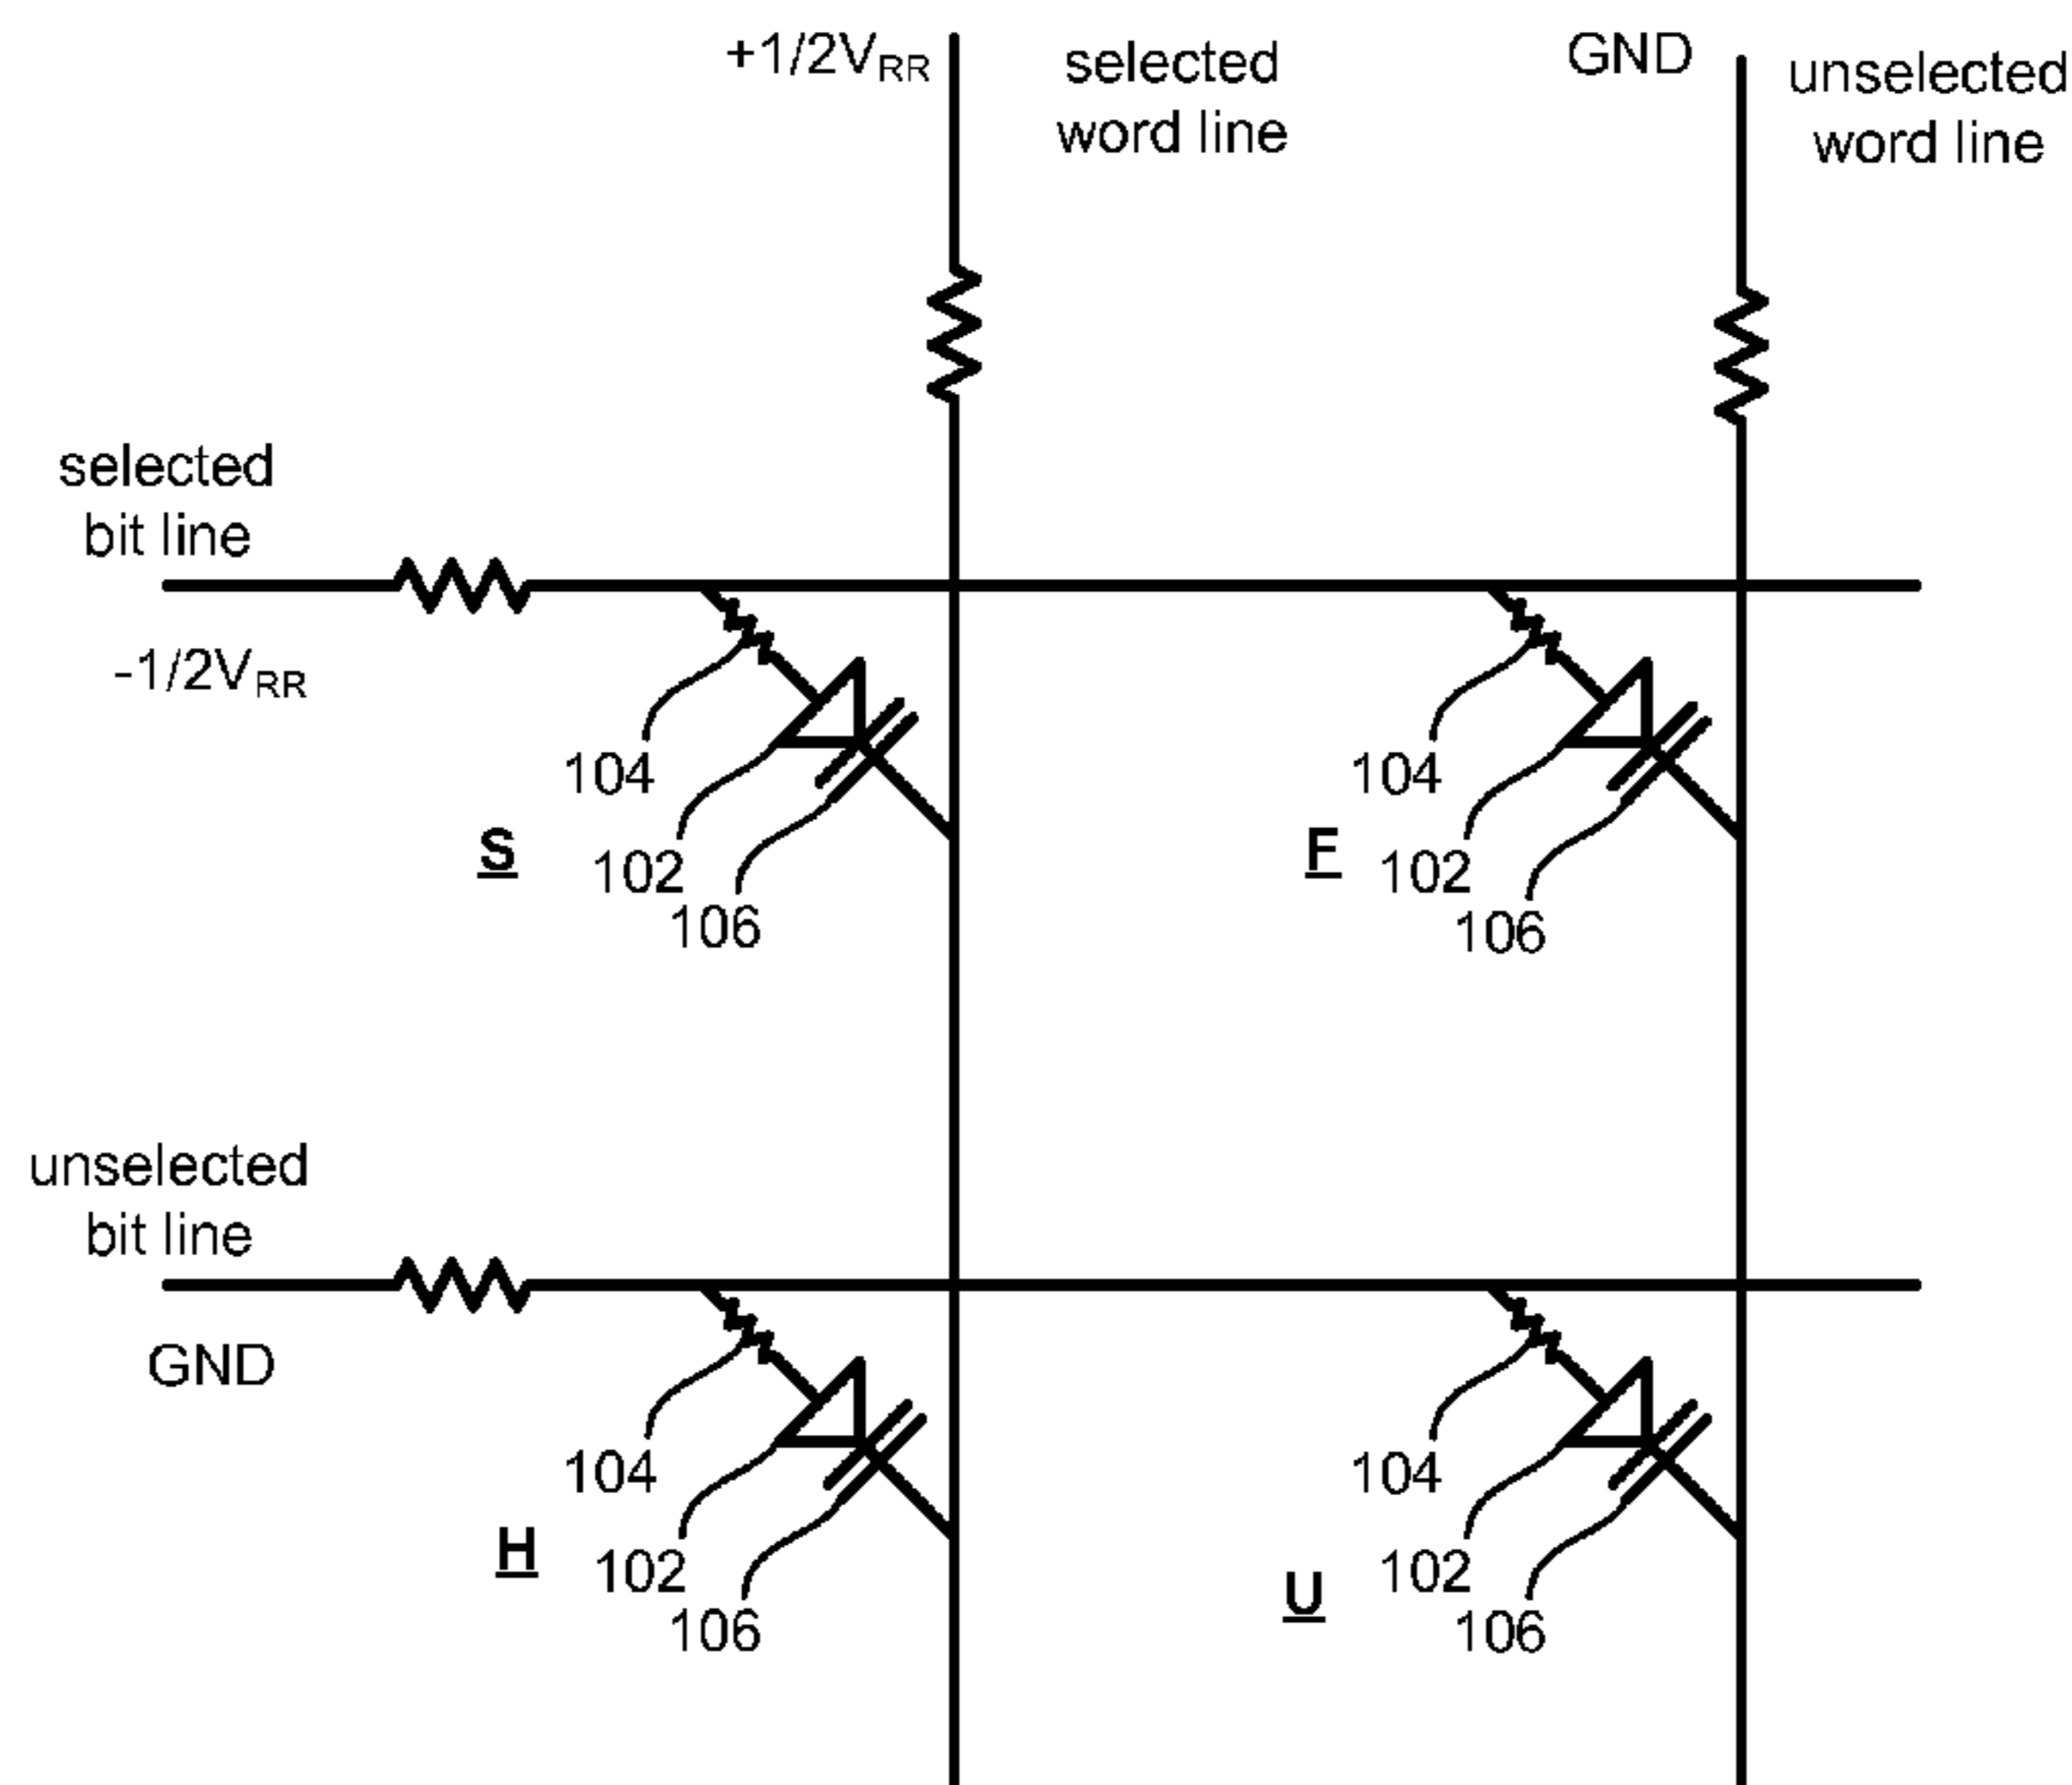 +1/2VRR
selected
word line
GND
unselected
word line
selected
bit line
-1/2VRR
104
102
106
S
104
102
106
F
unselected
bit line
GND
104
102
106
H
104
102
106
U